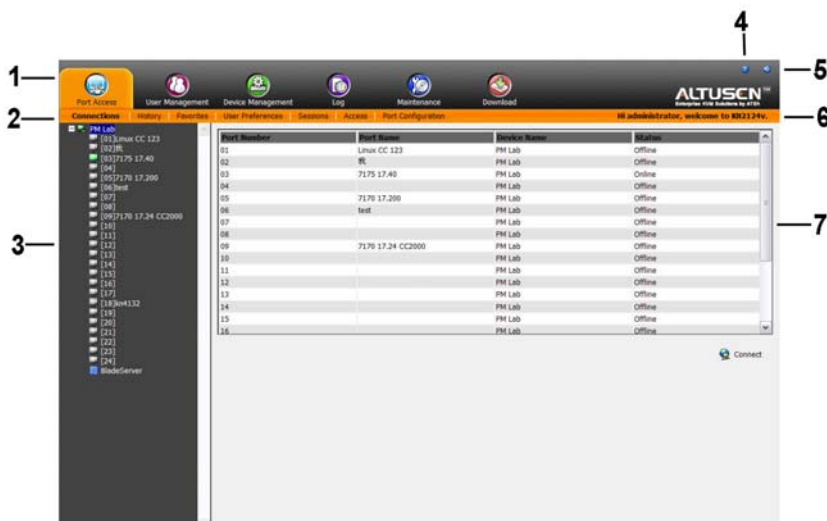 4
1
5
Port Access
User Management
Device Management
Log
Maintenance
Download
ALTUSEN™
Enterprise KVM Solutions by ATEN
2
Connections
History
Favorites
User Preferences
Sessions
Access
Port Configuration
Hi administrator, welcome to KN2124v.
6
3
PM Lab
[01]Linux CC 123
[03]7175 17.40
[04]
[05]7170 17.200
[06]test
[07]
[08]
[09]7170 17.24 CC2000
[10]
[11]
[12]
[13]
[14]
[15]
[16]
[17]
[18]kn4132
[19]
[20]
[21]
[22]
[23]
[24]
BladeServer
Port Number Port Name Device Name Status
01 Linux CC 123 PM Lab Offline
02 PM Lab Offline
03 7175 17.40 PM Lab Online
04 PM Lab Offline
05 7170 17.200 PM Lab Offline
06 test PM Lab Offline
07 PM Lab Offline
08 PM Lab Offline
09 7170 17.24 CC2000 PM Lab Offline
10 PM Lab Offline
11 PM Lab Offline
12 PM Lab Offline
13 PM Lab Offline
14 PM Lab Offline
15 PM Lab Offline
16 PM Lab Offline
7
Connect